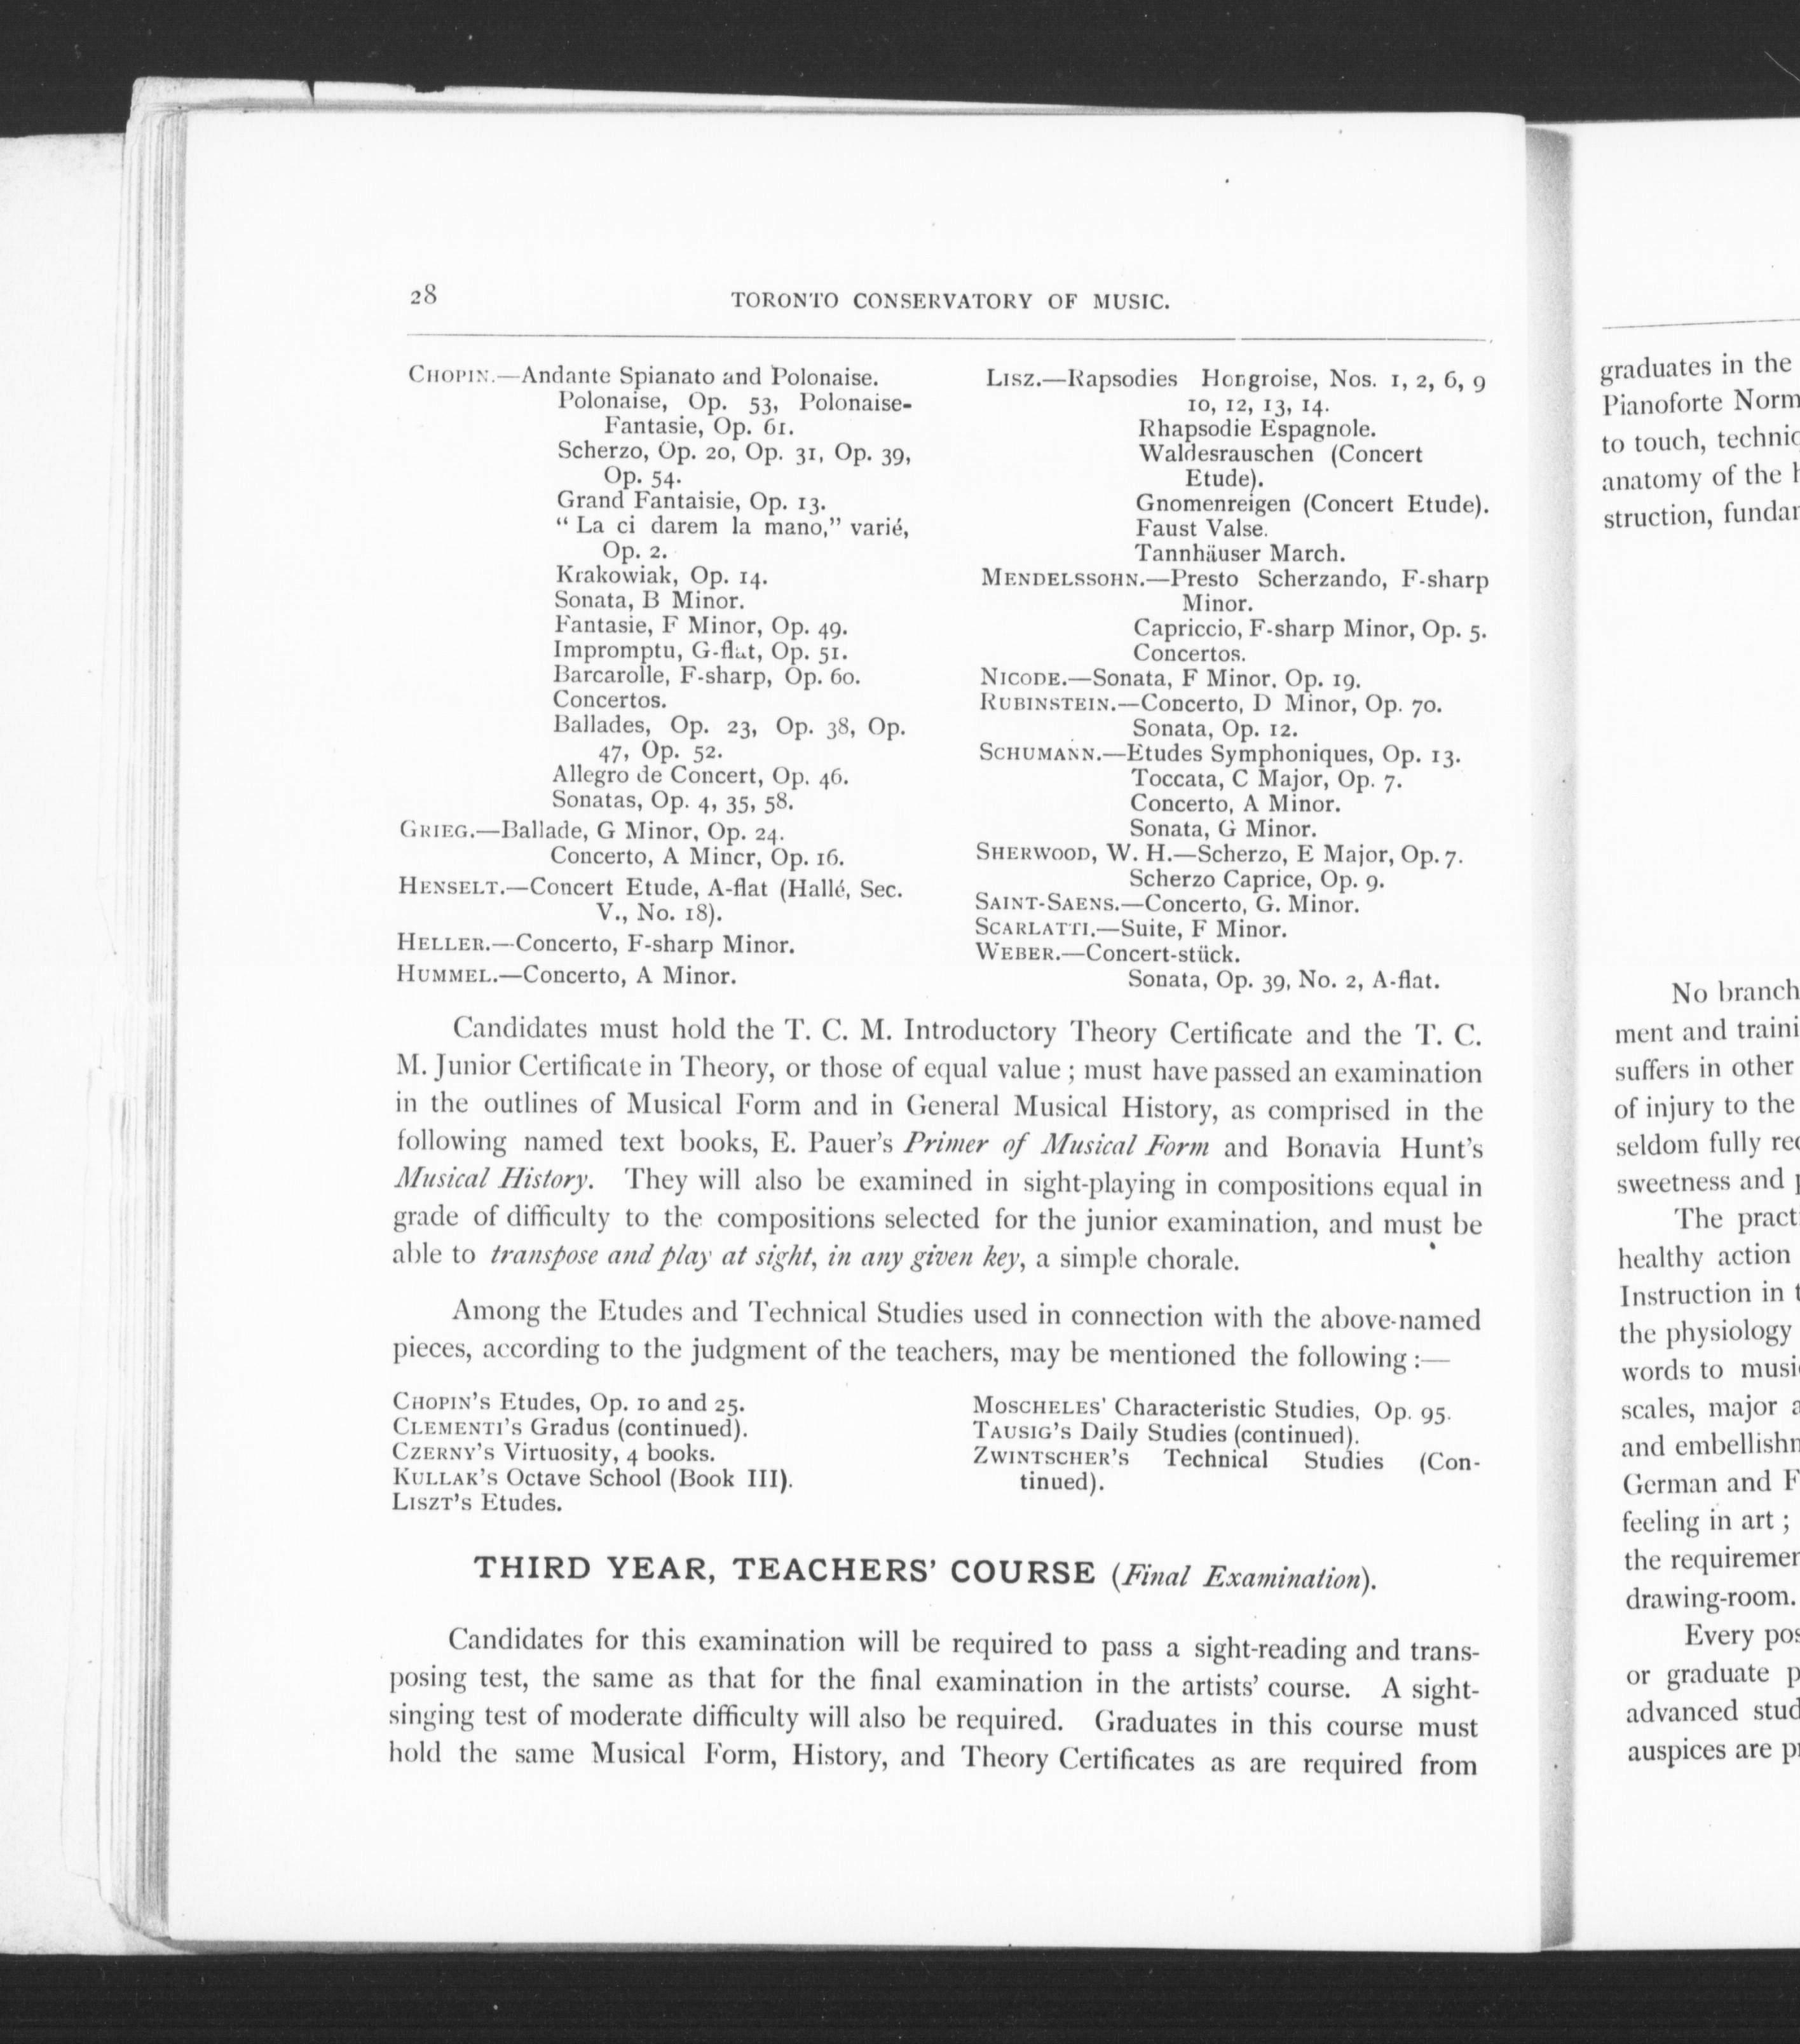 28
TORONTO CONSERVATORY OF MUSIC.
CHOPIN.—Andante Spianato and Polonaise.
Polonaise, Op. 53, Polonaise-
Fantasie, Op. 61.
Scherzo, Op. 20, Op. 31, Op. 39,
Op. 54.
Grand Fantaisie, Op. 13.
“ La ci darem la mano,” varié,
Op. 2.
Krakowiak, Op. 14.
Sonata, B Minor.
Fantasie, F Minor, Op. 49.
Impromptu, G-flat, Op. 51.
Barcarolle, F-sharp, Op. 60.
Concertos.
Ballades, Op. 23, Op. 38, Op.
47, Op. 52.
Allegro de Concert, Op. 46.
Sonatas, Op. 4, 35, 58.
GRIEG.—Ballade, G Minor, Op. 24.
Concerto, A Minor, Op. 16.
HENSELT.—Concert Etude, A-flat (Hallé, Sec.
V., No. 18).
HELLER.—Concerto, F-sharp Minor.
HUMMEL.—Concerto, A Minor.
LISZ.—Rapsodies Hongroise, Nos. 1, 2, 6, 9
10, 12, 13, 14.
Rhapsodie Espagnole.
Waldesrauschen (Concert
Etude).
Gnomenreigen (Concert Etude).
Faust Valse.
Tannhäuser March.
MENDELSSOHN.—Presto Scherzando, F-sharp
Minor.
Capriccio, F-sharp Minor, Op. 5.
Concertos.
NICODE.—Sonata, F Minor, Op. 19.
RUBINSTEIN.—Concerto, D Minor, Op. 70.
Sonata, Op. 12.
SCHUMANN.—Etudes Symphoniques, Op. 13.
Toccata, C Major, Op. 7.
Concerto, A Minor.
Sonata, G Minor.
SHERWOOD, W. H.—Scherzo, E Major, Op. 7.
Scherzo Caprice, Op. 9.
SAINT-SAENS.—Concerto, G. Minor.
SCARLATTI.—Suite, F Minor.
WEBER.—Concert-stück.
Sonata, Op. 39, No. 2, A-flat.
Candidates must hold the T. C. M. Introductory Theory Certificate and the T. C.
M. Junior Certificate in Theory, or those of equal value ; must have passed an examination
in the outlines of Musical Form and in General Musical History, as comprised in the
following named text books, E. Pauer’s Primer of Musical Form and Bonavia Hunt’s
Musical History. They will also be examined in sight-playing in compositions equal in
grade of difficulty to the compositions selected for the junior examination, and must be
able to transpose and play at sight, in any given key, a simple chorale.
Among the Etudes and Technical Studies used in connection with the above-named
pieces, according to the judgment of the teachers, may be mentioned the following :—
CHOPIN’S Etudes, Op. 10 and 25.
CLEMENTI’S Gradus (continued).
CZERNY’S Virtuosity, 4 books.
KULLAK’S Octave School (Book III).
LISZT’S Etudes.
MOSCHELES’ Characteristic Studies, Op. 95.
TAUSIG’S Daily Studies (continued).
ZWINTSCHER’S Technical Studies (Con-
tinued).
THIRD YEAR, TEACHERS’ COURSE (Final Examination).
Candidates for this examination will be required to pass a sight-reading and trans-
posing test, the same as that for the final examination in the artists’ course. A sight-
singing test of moderate difficulty will also be required. Graduates in this course must
hold the same Musical Form, History, and Theory Certificates as are required from
graduates in the
Pianoforte Norm
to touch, techniq
anatomy of the
struction, fundar
No branch
ment and traini
suffers in other
of injury to the
seldom fully rec
sweetness and
The pract
healthy action
Instruction in
the physiology
words to musi
scales, major
and embellishm
German and F
feeling in art ;
the requiremen
drawing-room.
Every pos
or graduate p
advanced stud
auspices are pr